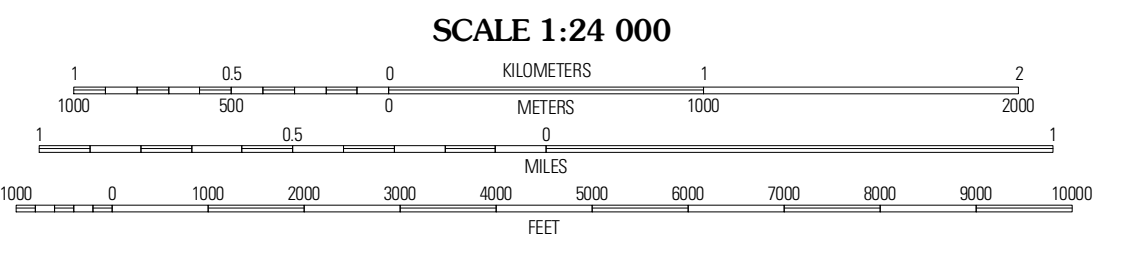 SCALE 1:24 000
1 0.5 0 KILOMETERS 1 2
1000 500 0 METERS 1000 2000
1 0.5 0 1
MILES
1000 0 1000 2000 3000 4000 5000 6000 7000 8000 9000 10000
FEET